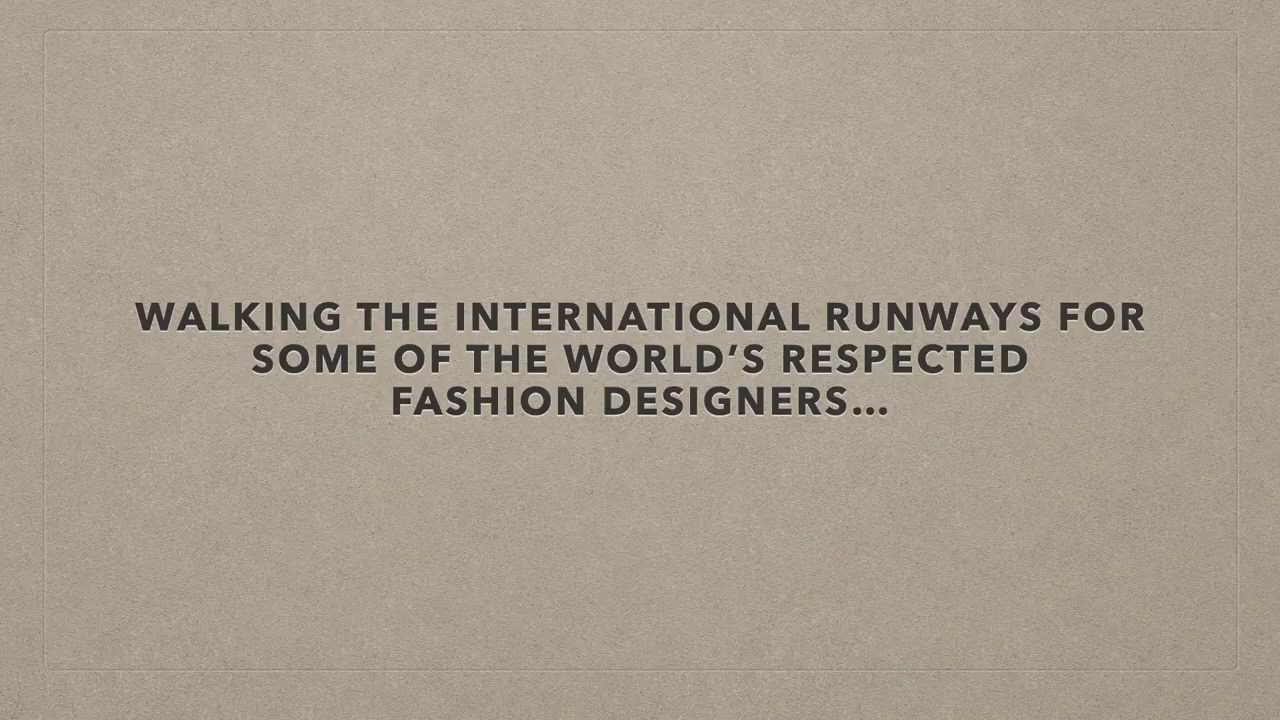 WALKING THE INTERNATIONAL RUNWAYS FOR
SOME OF THE WORLD’S RESPECTED
FASHION DESIGNERS…